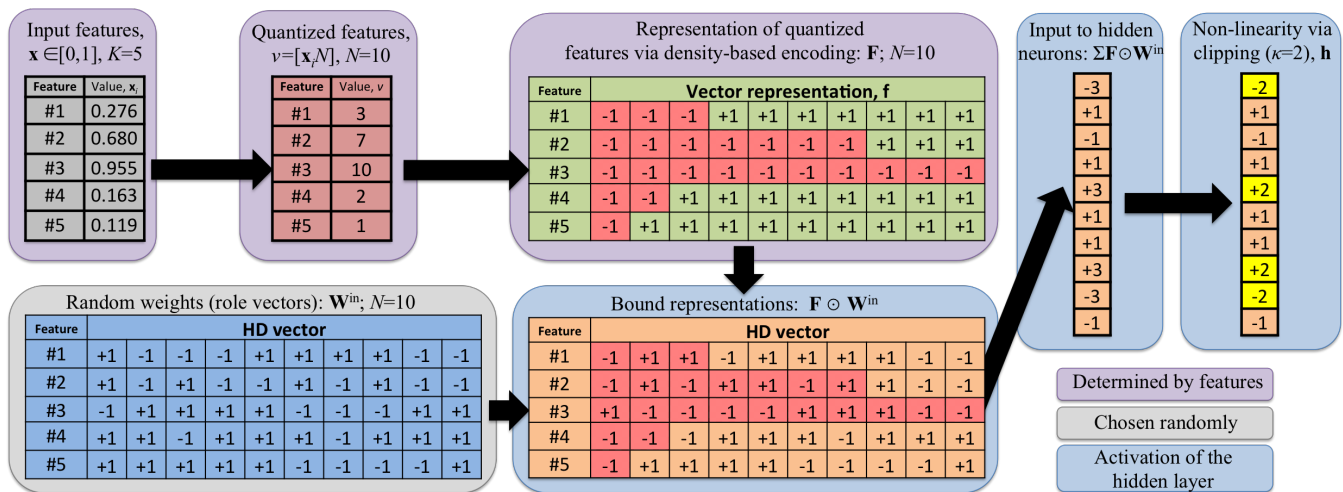 Input features,
x ∈[0,1], K=5
Feature Value, xᵢ
#1 0.276
#2 0.680
#3 0.955
#4 0.163
#5 0.119
Quantized features,
v=[xᵢN], N=10
Feature Value, v
#1 3
#2 7
#3 10
#4 2
#5 1
Representation of quantized
features via density-based encoding: F; N=10
Feature Vector representation, f
#1 -1 -1 -1 +1 +1 +1 +1 +1 +1 +1
#2 -1 -1 -1 -1 -1 -1 -1 +1 +1 +1
#3 -1 -1 -1 -1 -1 -1 -1 -1 -1 -1
#4 -1 -1 +1 +1 +1 +1 +1 +1 +1 +1
#5 -1 +1 +1 +1 +1 +1 +1 +1 +1 +1
Random weights (role vectors): Wⁱⁿ; N=10
Feature HD vector
#1 +1 -1 -1 -1 +1 +1 +1 +1 -1 -1
#2 +1 -1 +1 -1 -1 +1 -1 +1 -1 -1
#3 -1 +1 +1 +1 +1 -1 -1 -1 +1 +1
#4 +1 +1 -1 +1 +1 +1 +1 +1 +1 +1
#5 +1 +1 +1 +1 +1 -1 -1 -1 -1 +1
Bound representations: F ⊙ Wⁱⁿ
Feature HD vector
#1 -1 +1 +1 -1 +1 +1 +1 +1 -1 -1
#2 -1 +1 -1 +1 +1 -1 +1 +1 -1 -1
#3 +1 -1 -1 -1 -1 +1 +1 +1 -1 -1
#4 -1 -1 -1 +1 +1 +1 +1 +1 +1 +1
#5 -1 +1 +1 +1 +1 -1 -1 -1 -1 +1
Input to hidden
neurons: ΣF⊙Wⁱⁿ
-3
+1
-1
+1
+3
+1
+1
+3
-3
-1
Non-linearity via
clipping (κ=2), h
-2
+1
-1
+1
+2
+1
+1
+2
-2
-1
Determined by features
Chosen randomly
Activation of the
hidden layer